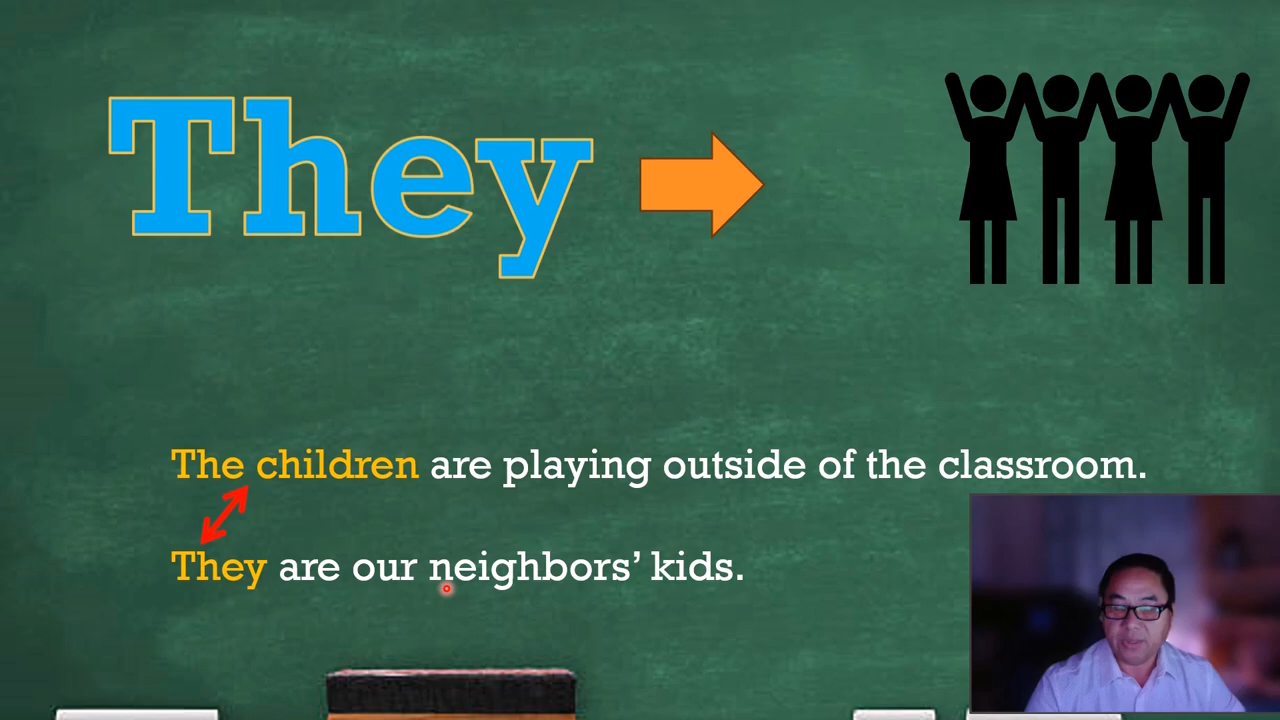 They
The children are playing outside of the classroom.
They are our neighbors’ kids.